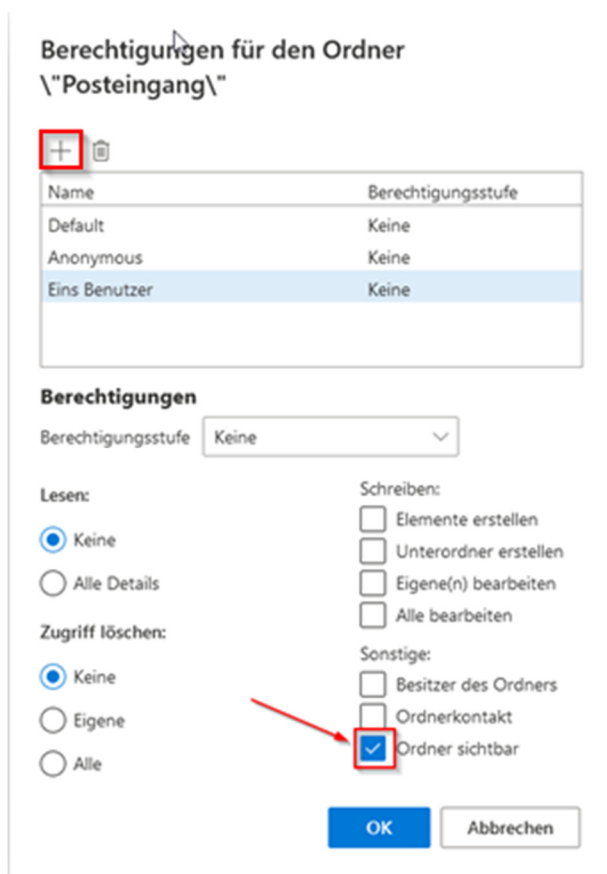 Berechtigungen für den Ordner
\"Posteingang\"
Name Berechtigungsstufe
Default Keine
Anonymous Keine
Eins Benutzer Keine
Berechtigungen
Berechtigungsstufe Keine
Lesen:
Keine
Alle Details
Zugriff löschen:
Keine
Eigene
Alle
Schreiben:
Elemente erstellen
Unterordner erstellen
Eigene(n) bearbeiten
Alle bearbeiten
Sonstige:
Besitzer des Ordners
Ordnerkontakt
Ordner sichtbar
OK Abbrechen